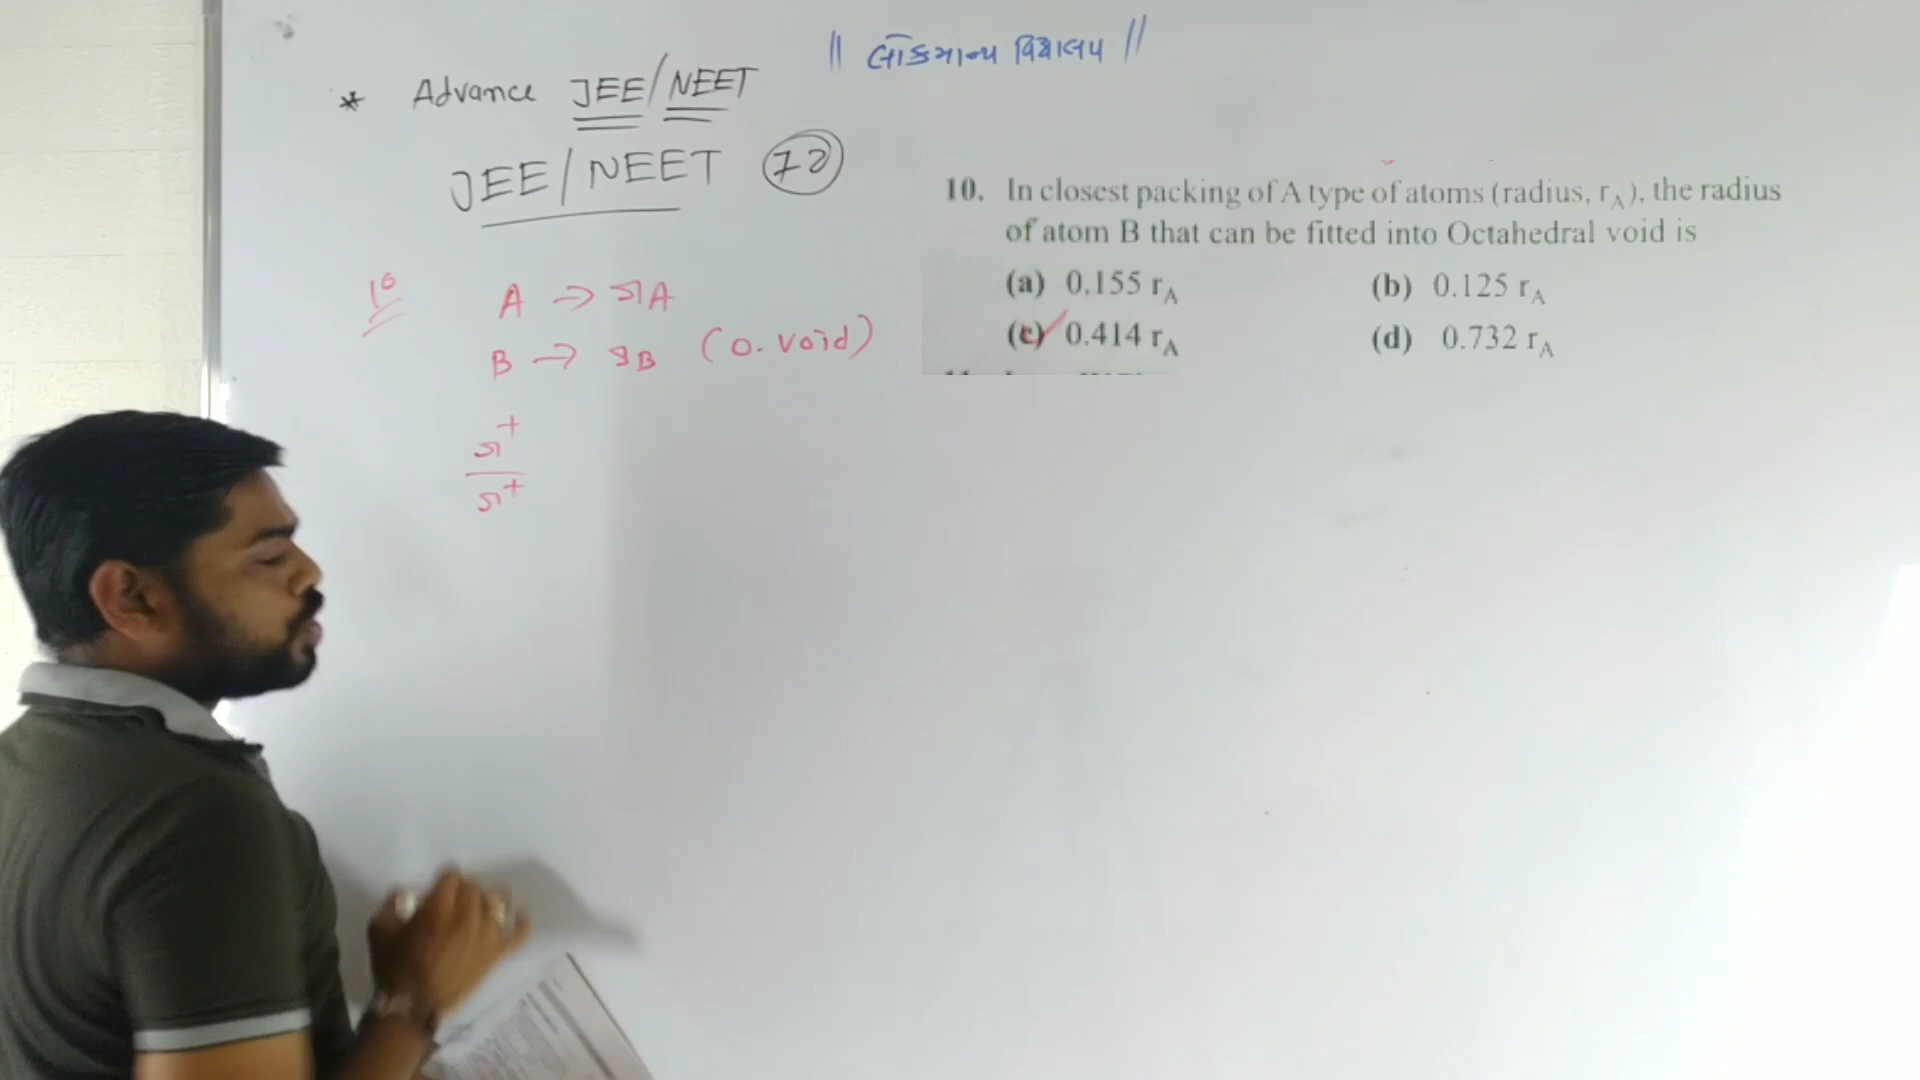 || લોકમાન્ય વિદ્યાલય ||
* Advance JEE/NEET
JEE/NEET 72
10 A → rA
B → rB (O. void)
r+
r+
10. In closest packing of A type of atoms (radius, r_A), the radius
of atom B that can be fitted into Octahedral void is
(a) 0.155 r_A (b) 0.125 r_A
(c) 0.414 r_A (d) 0.732 r_A